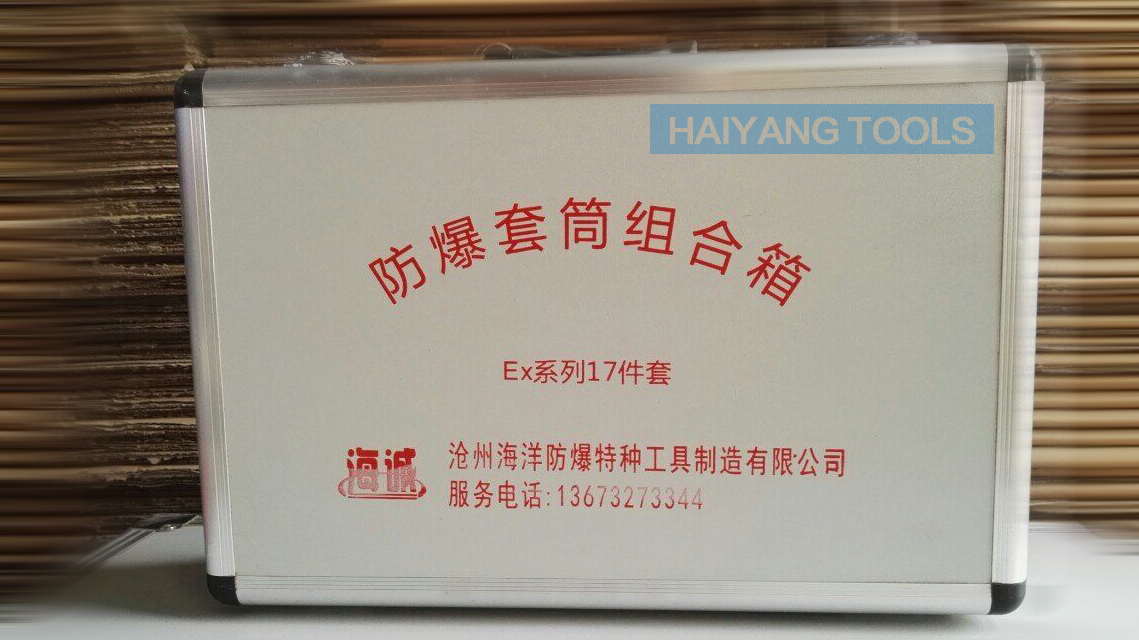 HAIYANG TOOLS
防爆套筒组合箱
Ex系列17件套
海诚
沧州海洋防爆特种工具制造有限公司
服务电话:13673273344